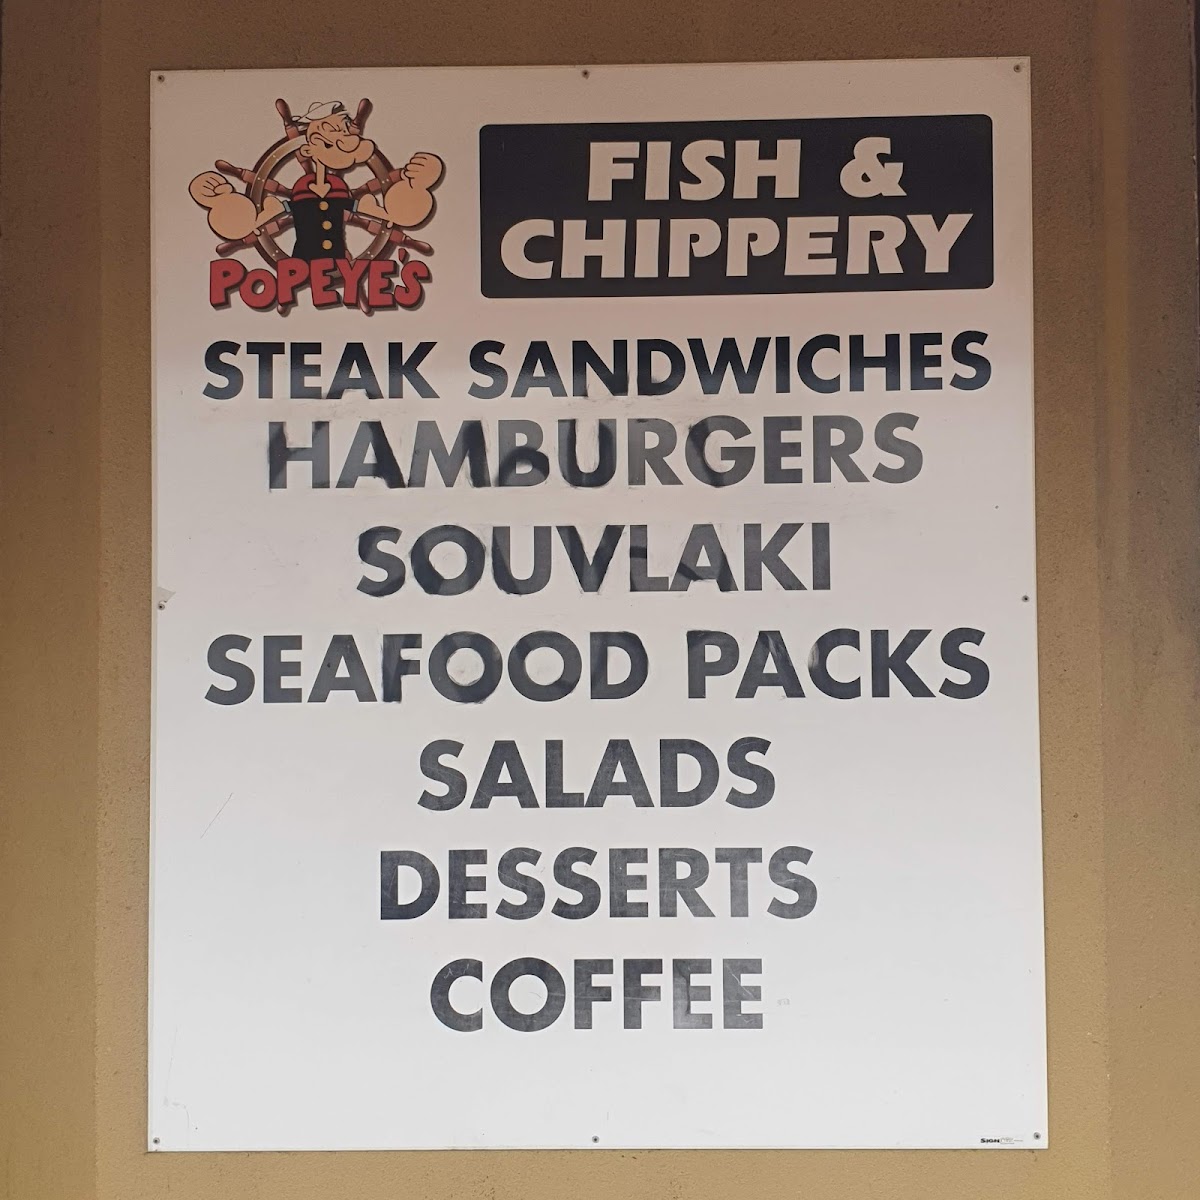 POPEYE'S
FISH &
CHIPPERY
STEAK SANDWICHES
HAMBURGERS
SOUVLAKI
SEAFOOD PACKS
SALADS
DESSERTS
COFFEE